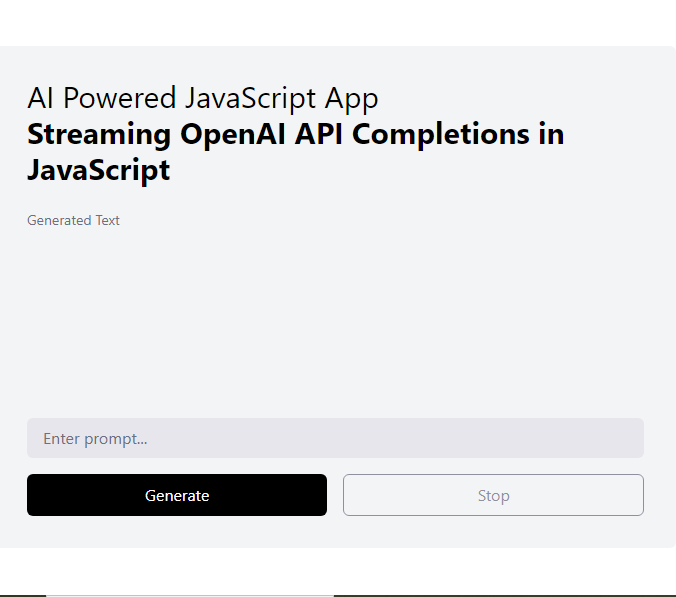 AI Powered JavaScript App
Streaming OpenAI API Completions in
JavaScript
Generated Text
Enter prompt...
Generate
Stop